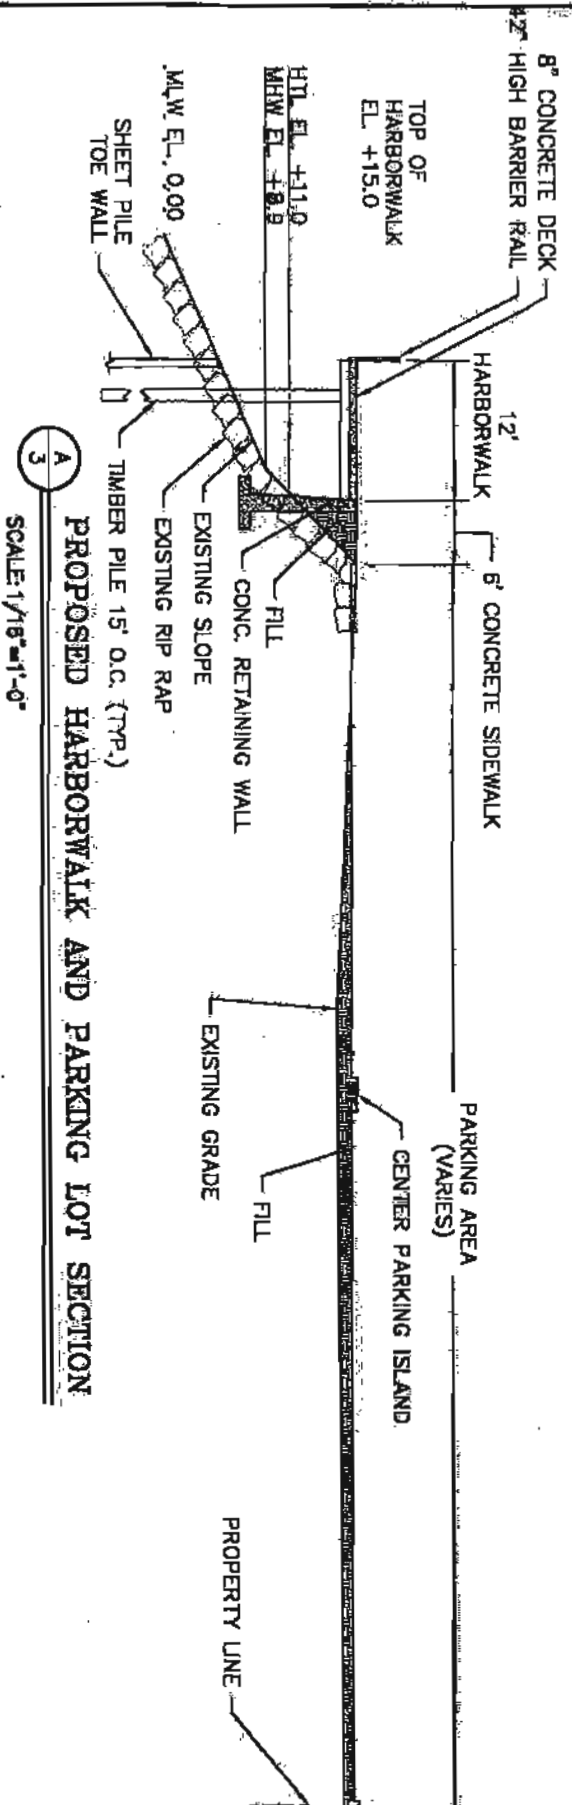 8" CONCRETE DECK
42" HIGH BARRIER RAIL
12'
HARBORWALK
6' CONCRETE SIDEWALK
PARKING AREA
(VARIES)
TOP OF
HARBORWALK
EL. +15.0
HTL EL. +11.0
MHW EL. +8.9
MLW EL. 0.00
SHEET PILE
TOE WALL
CENTER PARKING ISLAND
FILL
CONC. RETAINING WALL
EXISTING SLOPE
EXISTING RIP RAP
TIMBER PILE 15' O.C. (TYP.)
FILL
EXISTING GRADE
PROPERTY LINE
A
3
PROPOSED HARBORWALK AND PARKING LOT SECTION
SCALE: 1/16"=1'-0"